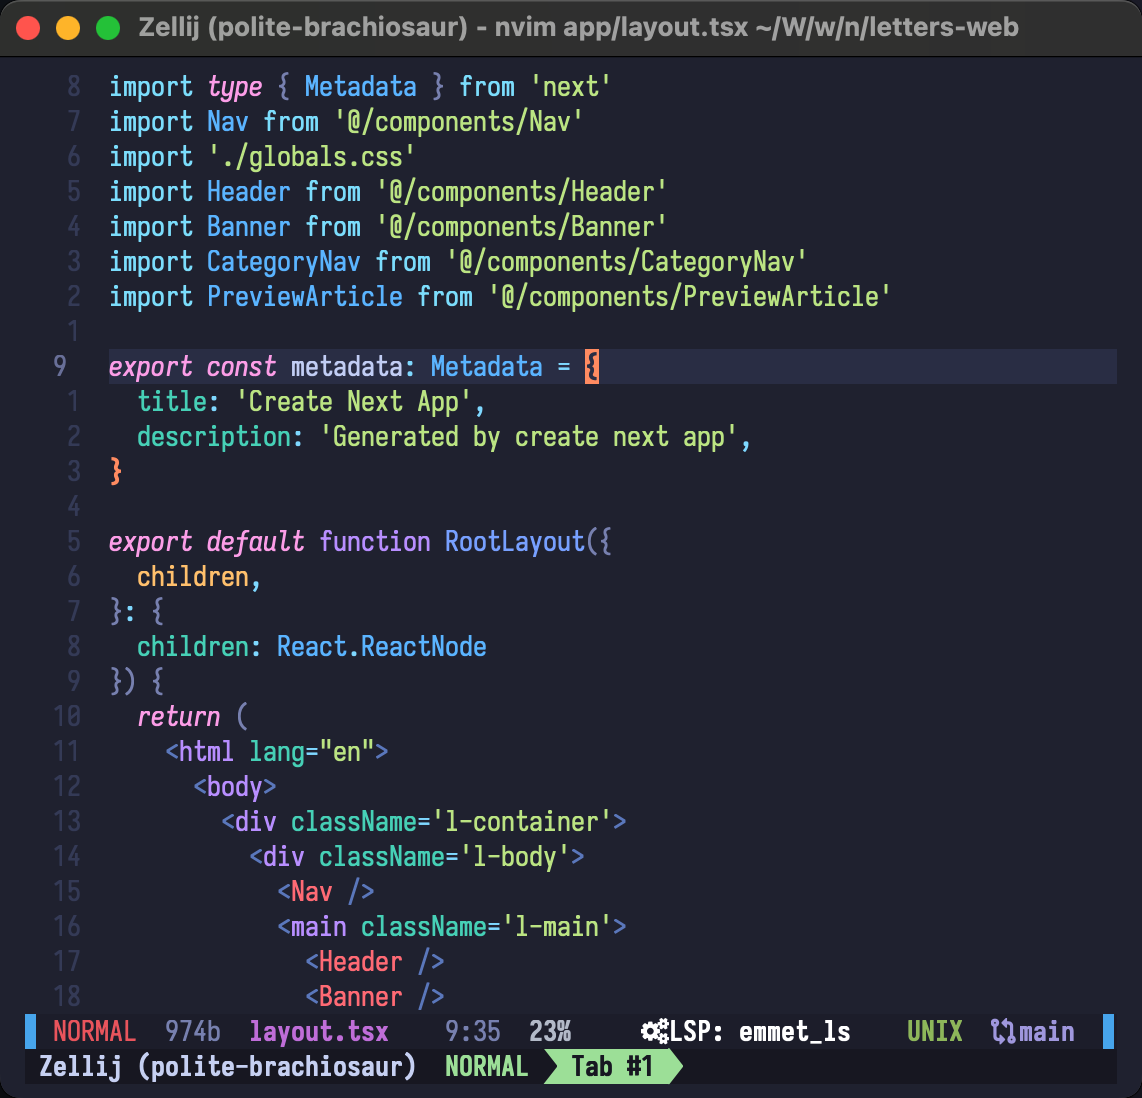 Zellij (polite-brachiosaur) - nvim app/layout.tsx ~/W/w/n/letters-web
8 import type { Metadata } from 'next'
7 import Nav from '@/components/Nav'
6 import './globals.css'
5 import Header from '@/components/Header'
4 import Banner from '@/components/Banner'
3 import CategoryNav from '@/components/CategoryNav'
2 import PreviewArticle from '@/components/PreviewArticle'
1
9 export const metadata: Metadata = {
1   title: 'Create Next App',
2   description: 'Generated by create next app',
3 }
4
5 export default function RootLayout({
6   children,
7 }: {
8   children: React.ReactNode
9 }) {
10   return (
11     <html lang="en">
12       <body>
13         <div className='l-container'>
14           <div className='l-body'>
15             <Nav />
16             <main className='l-main'>
17               <Header />
18               <Banner />
NORMAL 974b layout.tsx 9:35 23% LSP: emmet_ls UNIX main
Zellij (polite-brachiosaur) NORMAL Tab #1